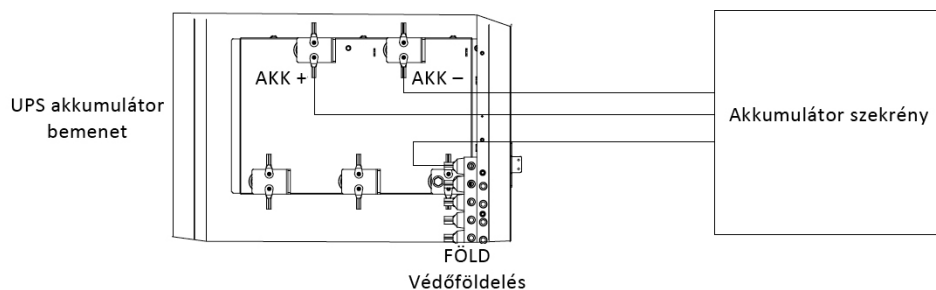 AKK +
AKK –
UPS akkumulátor
bemenet
Akkumulátor szekrény
FÖLD
Védőföldelés